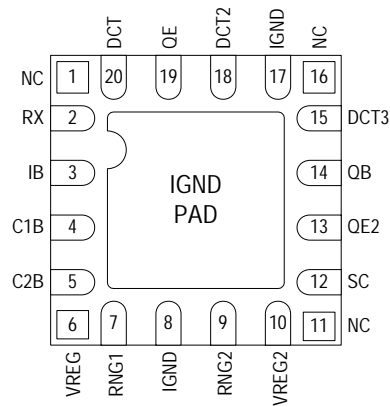 DCT
QE
DCT2
IGND
NC 1 20 19 18 17 16 NC
RX 2 15 DCT3
IB 3 14 QB
IGND
PAD
C1B 4 13 QE2
C2B 5 12 SC
6 7 8 9 10 11 NC
VREG
RNG1
IGND
RNG2
VREG2